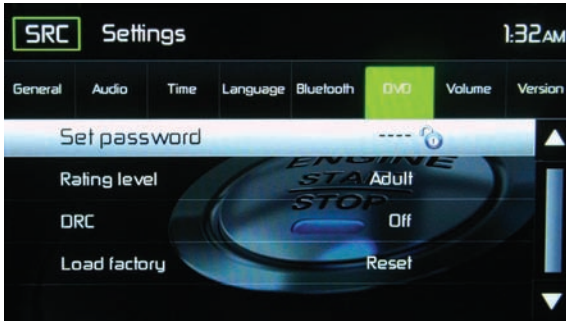 SRC Settings 1:32AM
General Audio Time Language Bluetooth DVD Volume Version
Set password ----
Rating level Adult
DRC Off
Load factory Reset
ENGINE
START
STOP